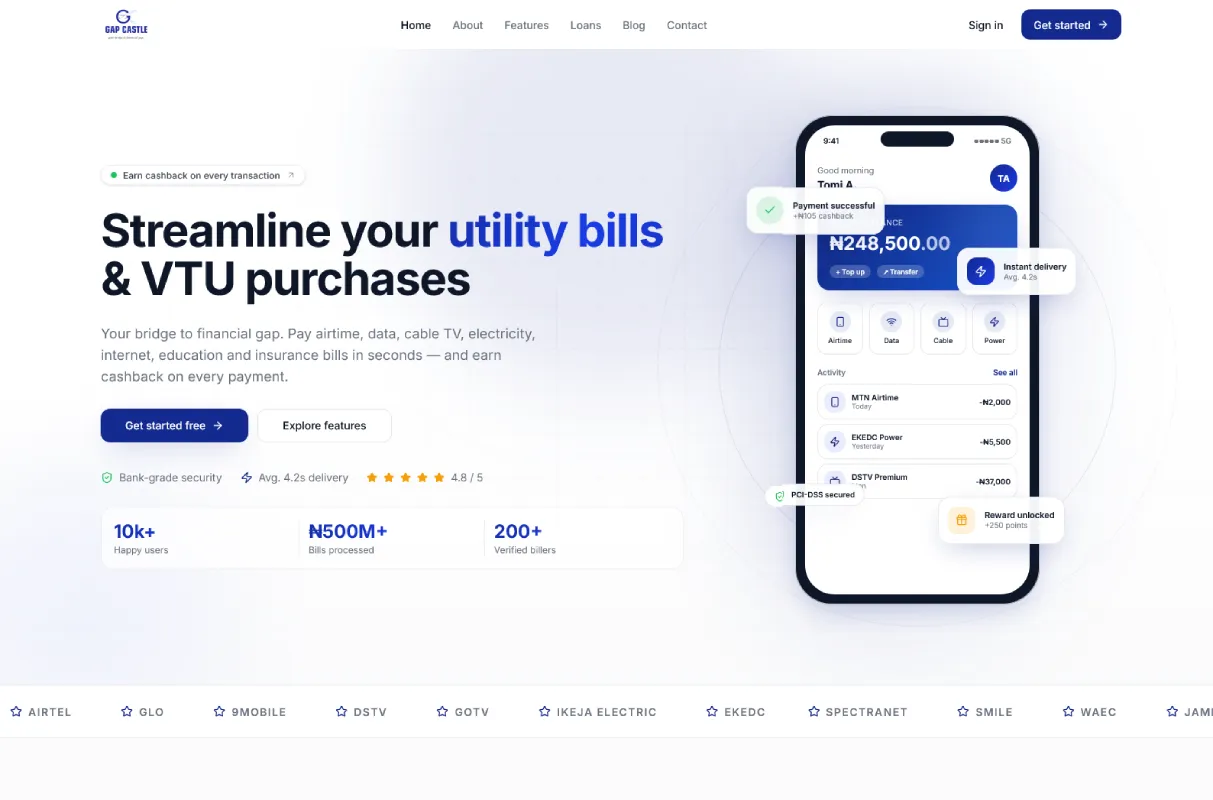 GAP CASTLE
Home About Features Loans Blog Contact
Sign in
Get started
Earn cashback on every transaction
Streamline your utility bills
& VTU purchases
Your bridge to financial gap. Pay airtime, data, cable TV, electricity,
internet, education and insurance bills in seconds — and earn
cashback on every payment.
Get started free
Explore features
Bank-grade security
Avg. 4.2s delivery
4.8 / 5
10k+
Happy users
₦500M+
Bills processed
200+
Verified billers
9:41
5G
Good morning
Tomi A.
TA
Payment successful
+₦105 cashback
₦248,500.00
+ Top up
↗ Transfer
Instant delivery
Avg. 4.2s
Airtime
Data
Cable
Power
Activity
See all
MTN Airtime
Today
-₦2,000
EKEDC Power
Yesterday
-₦5,500
DSTV Premium
-₦37,000
PCI-DSS secured
Reward unlocked
+250 points
AIRTEL
GLO
9MOBILE
DSTV
GOTV
IKEJA ELECTRIC
EKEDC
SPECTRANET
SMILE
WAEC